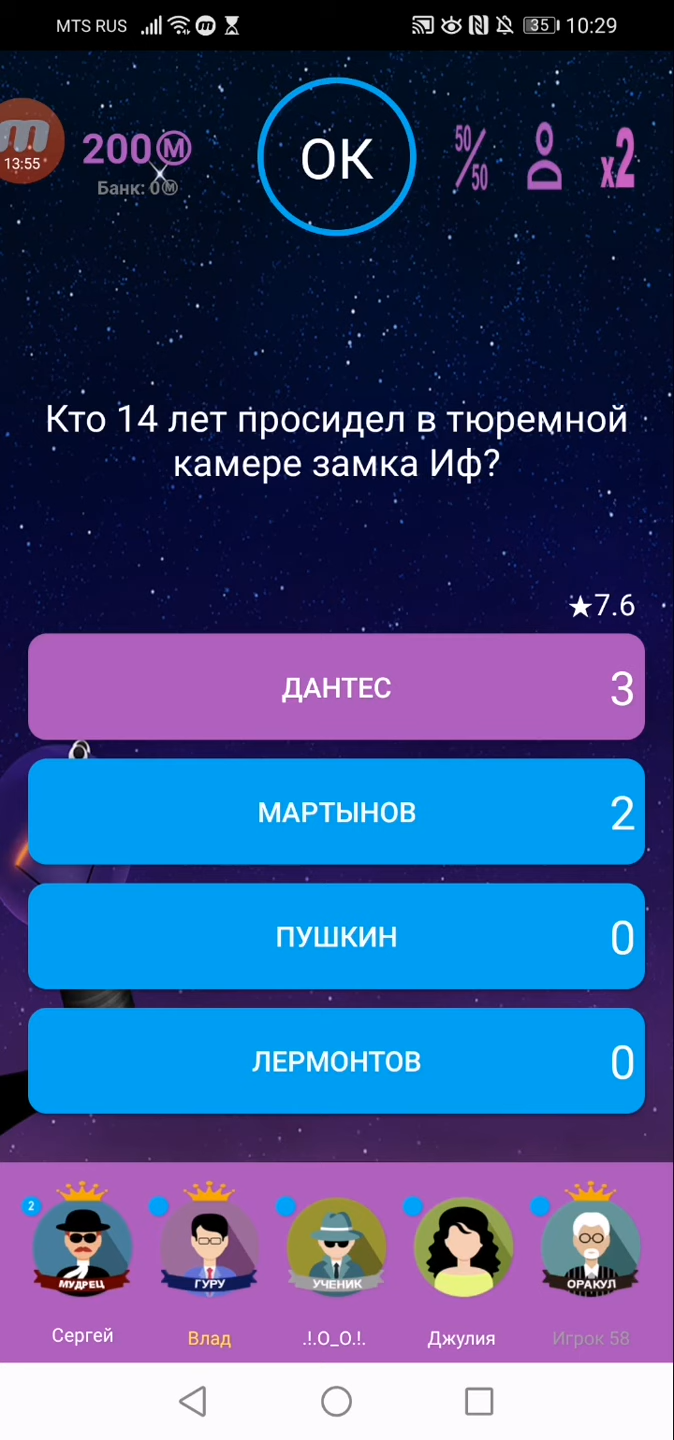 MTS RUS
35 10:29
13:55
200 M
Банк: 0 M
ОК
50/50
x2
Кто 14 лет просидел в тюремной
камере замка Иф?
★7.6
ДАНТЕС 3
МАРТЫНОВ 2
ПУШКИН 0
ЛЕРМОНТОВ 0
2
МУДРЕЦ
ГУРУ
УЧЕНИК
ОРАКУЛ
Сергей
Влад
.!.O_O.!.
Джулия
Игрок 58